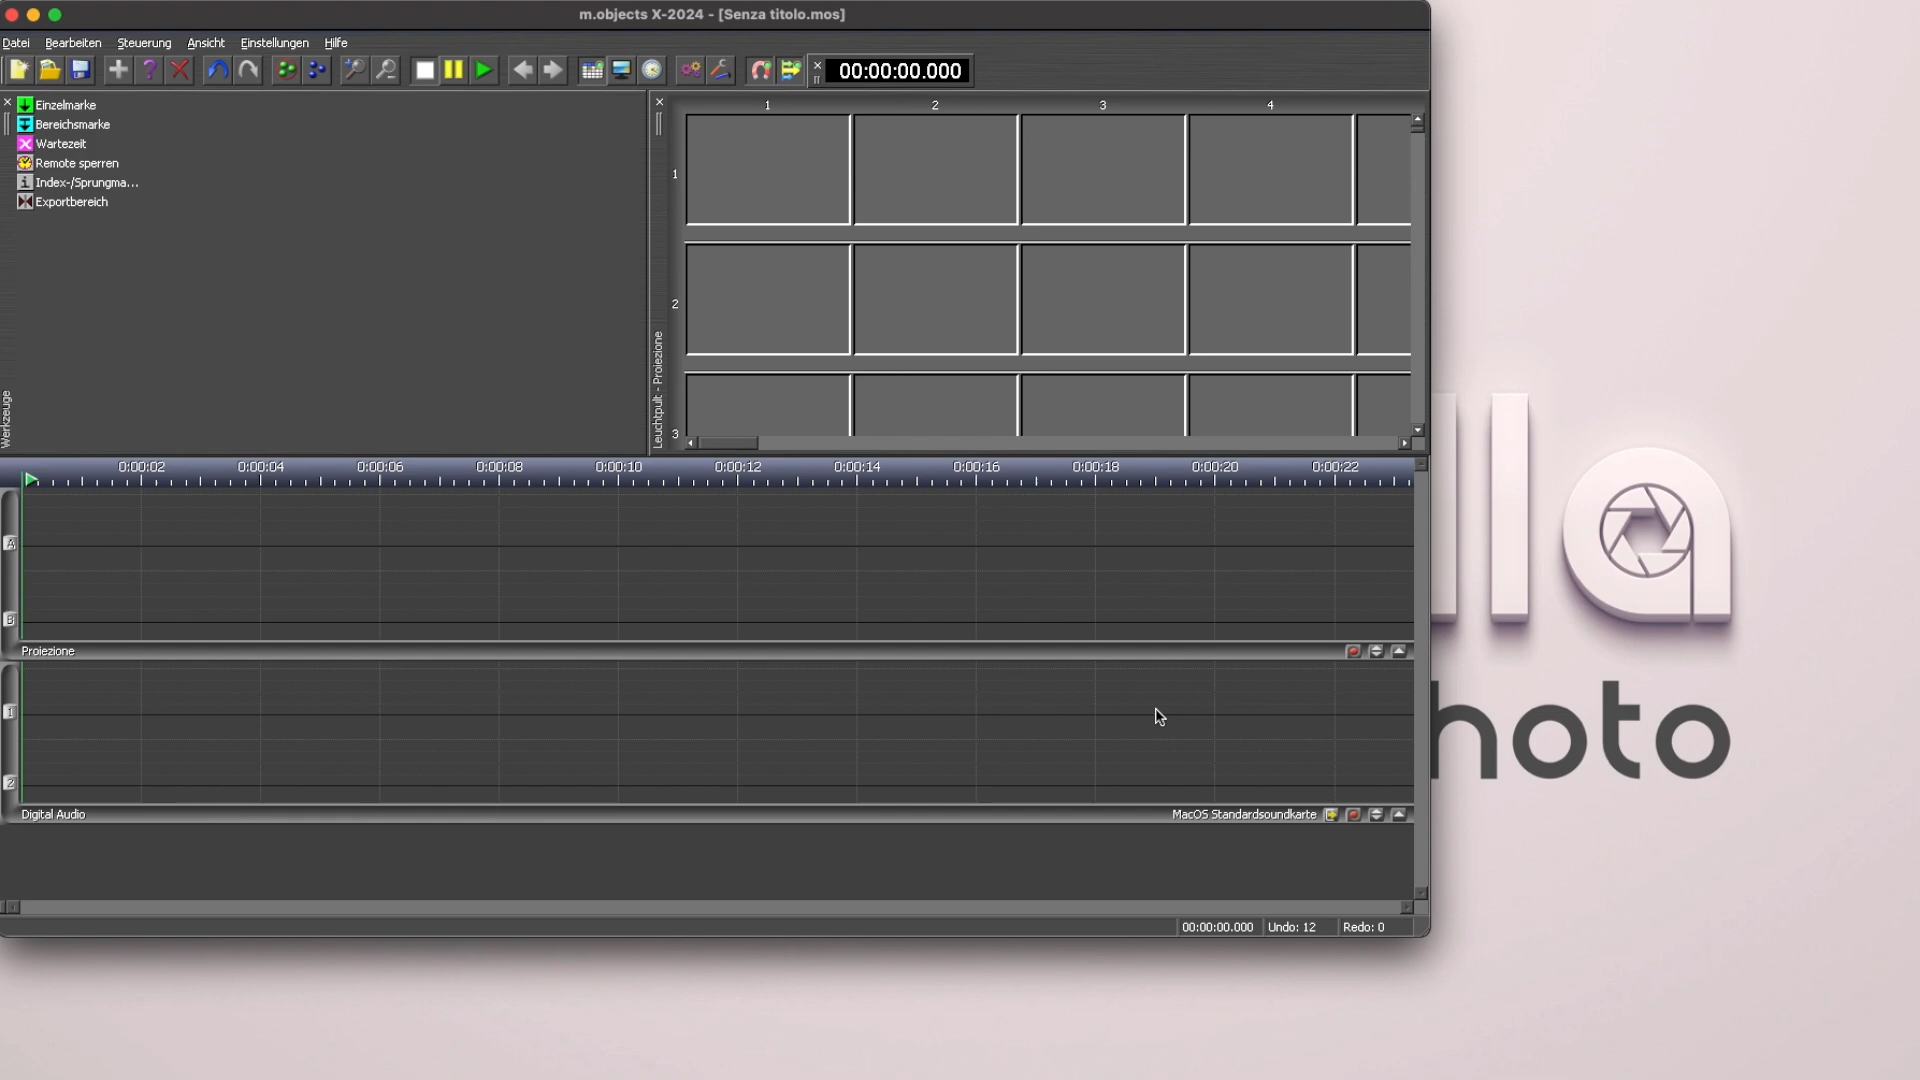 m.objects X-2024 - [Senza titolo.mos]
Datei Bearbeiten Steuerung Ansicht Einstellungen Hilfe
00:00:00.000
Einzelmarke
Bereichsmarke
Wartezeit
Remote sperren
Index-/Sprungma...
Exportbereich
Werkzeuge
1 2 3 4
1
2
3
Leuchtpult - Proiezione
0:00:02 0:00:04 0:00:06 0:00:08 0:00:10 0:00:12 0:00:14 0:00:16 0:00:18 0:00:20 0:00:22
A
B
Proiezione
1
2
Digital Audio MacOS Standardsoundkarte
00:00:00.000 Undo: 12 Redo: 0
lla
hoto